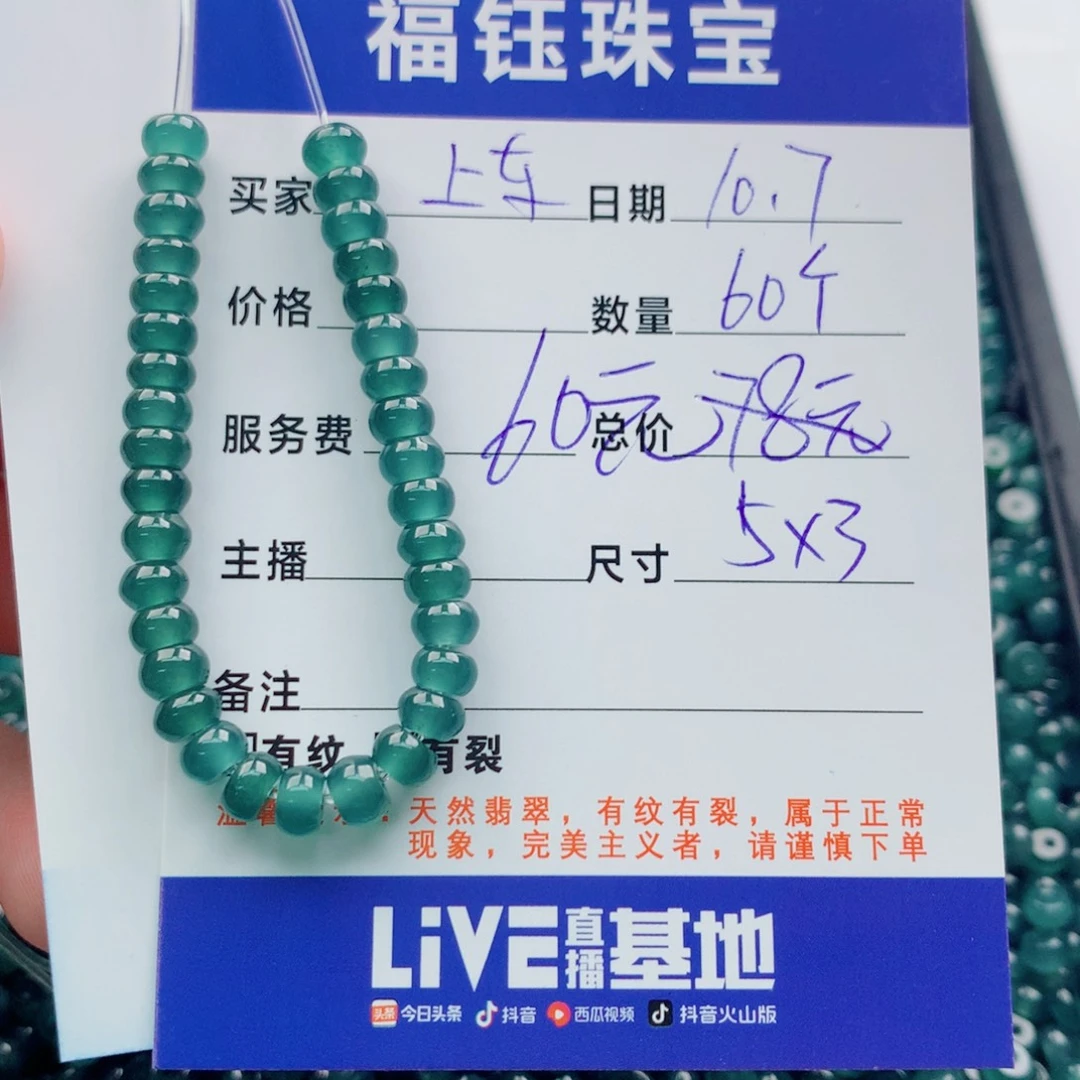 福钰珠宝
买家 上车 日期 10.7
价格 数量 60个
服务费 60元 总价 78元
主播 尺寸 5x3
备注
有纹 有裂
天然翡翠，有纹有裂，属于正常
现象，完美主义者，请谨慎下单
LiVE直播基地
头条 今日头条 抖音 西瓜视频 抖音火山版